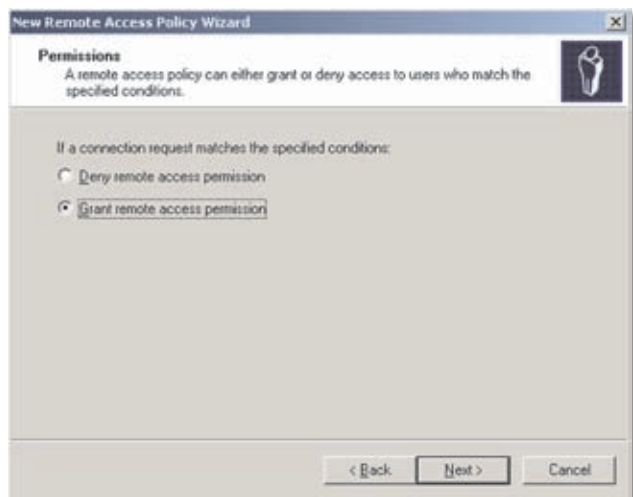 New Remote Access Policy Wizard
Permissions
A remote access policy can either grant or deny access to users who match the
specified conditions.
If a connection request matches the specified conditions:
Deny remote access permission
Grant remote access permission
< Back
Next >
Cancel